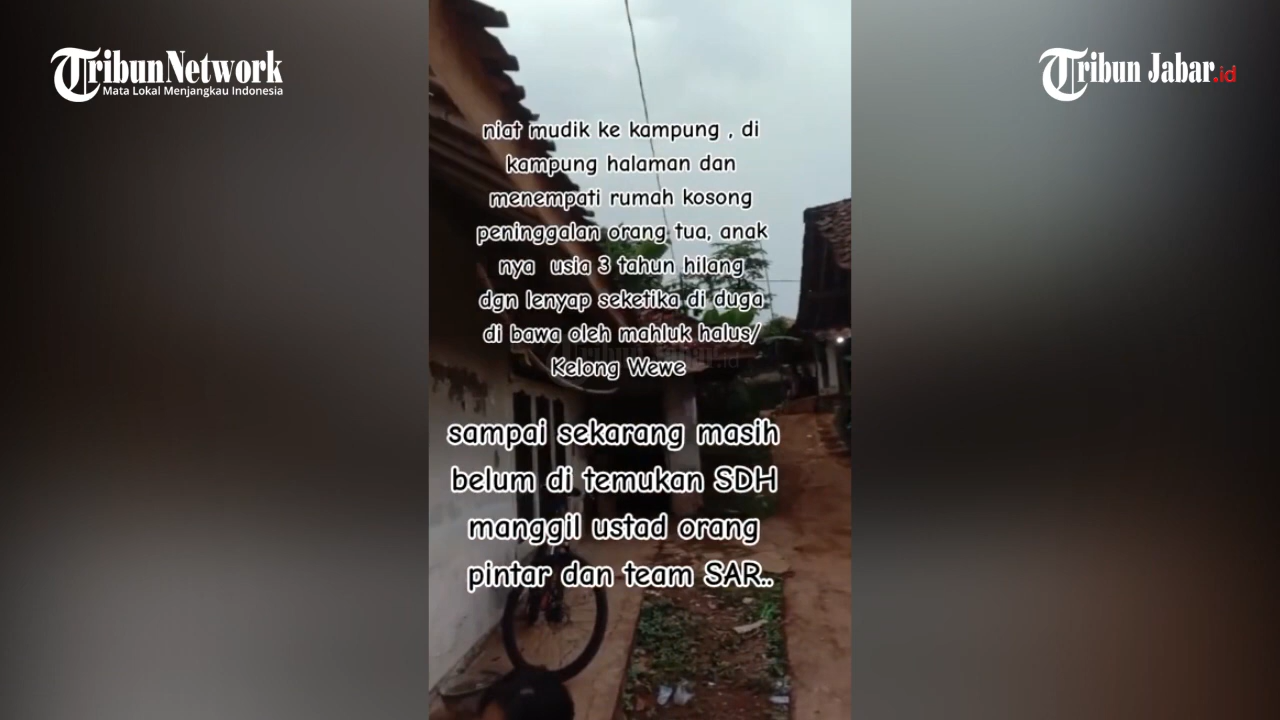 TribunNetwork
Mata Lokal Menjangkau Indonesia
Tribun Jabar.id
niat mudik ke kampung , di
kampung halaman dan
menempati rumah kosong
peninggalan orang tua, anak
nya usia 3 tahun hilang
dgn lenyap seketika di duga
di bawa oleh mahluk halus/
Kelong Wewe
sampai sekarang masih
belum di temukan SDH
manggil ustad orang
pintar dan team SAR..